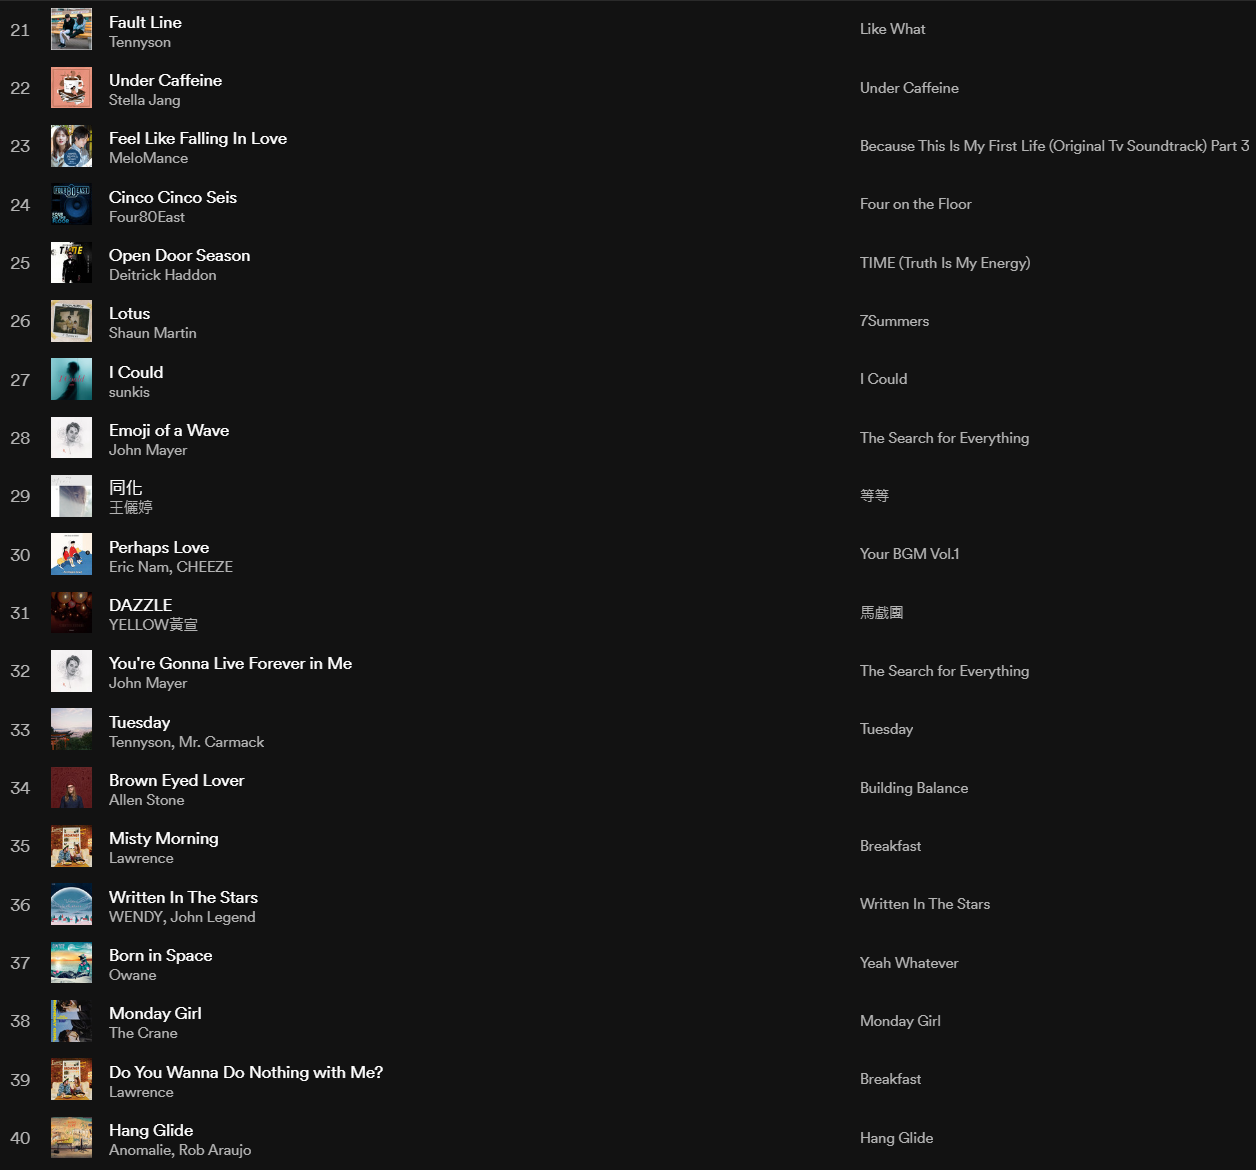 21
Fault Line
Tennyson
Like What
22
Under Caffeine
Stella Jang
Under Caffeine
23
Feel Like Falling In Love
MeloMance
Because This Is My First Life (Original Tv Soundtrack) Part 3
24
Cinco Cinco Seis
Four80East
Four on the Floor
25
Open Door Season
Deitrick Haddon
TIME (Truth Is My Energy)
26
Lotus
Shaun Martin
7Summers
27
I Could
sunkis
I Could
28
Emoji of a Wave
John Mayer
The Search for Everything
29
同化
王儷婷
等等
30
Perhaps Love
Eric Nam, CHEEZE
Your BGM Vol.1
31
DAZZLE
YELLOW黃宣
馬戲團
32
You're Gonna Live Forever in Me
John Mayer
The Search for Everything
33
Tuesday
Tennyson, Mr. Carmack
Tuesday
34
Brown Eyed Lover
Allen Stone
Building Balance
35
Misty Morning
Lawrence
Breakfast
36
Written In The Stars
WENDY, John Legend
Written In The Stars
37
Born in Space
Owane
Yeah Whatever
38
Monday Girl
The Crane
Monday Girl
39
Do You Wanna Do Nothing with Me?
Lawrence
Breakfast
40
Hang Glide
Anomalie, Rob Araujo
Hang Glide